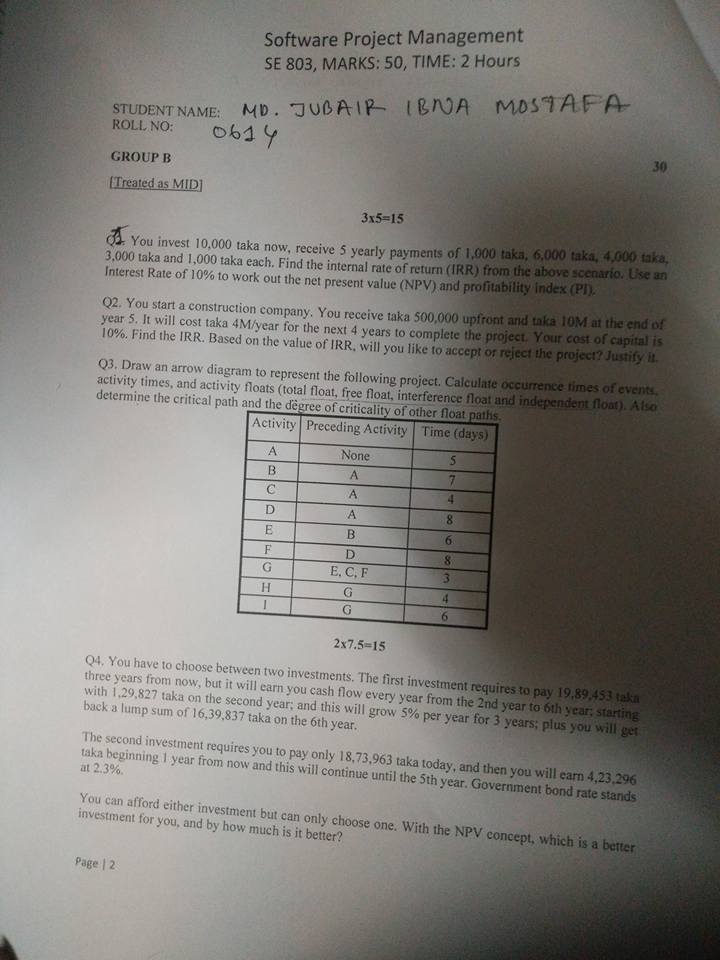 Software Project Management
SE 803, MARKS: 50, TIME: 2 Hours
STUDENT NAME: MD. JUBAIR IBNA MOSTAFA
ROLL NO: 0614
GROUP B
30
[Treated as MID]
3x5=15
You invest 10,000 taka now, receive 5 yearly payments of 1,000 taka, 6,000 taka, 4,000 taka,
3,000 taka and 1,000 taka each. Find the internal rate of return (IRR) from the above scenario. Use an
Interest Rate of 10% to work out the net present value (NPV) and profitability index (PI).
Q2. You start a construction company. You receive taka 500,000 upfront and taka 10M at the end of
year 5. It will cost taka 4M/year for the next 4 years to complete the project. Your cost of capital is
10%. Find the IRR. Based on the value of IRR, will you like to accept or reject the project? Justify it.
Q3. Draw an arrow diagram to represent the following project. Calculate occurrence times of events,
activity times, and activity floats (total float, free float, interference float and independent float). Also
determine the critical path and the degree of criticality of other float paths.
Activity Preceding Activity Time (days)
A None 5
B A 7
C A 4
D A 8
E B 6
F D 8
G E, C, F 3
H G 4
I G 6
2x7.5=15
Q4. You have to choose between two investments. The first investment requires to pay 19,89,453 taka
three years from now, but it will earn you cash flow every year from the 2nd year to 6th year; starting
with 1,29,827 taka on the second year; and this will grow 5% per year for 3 years; plus you will get
back a lump sum of 16,39,837 taka on the 6th year.
The second investment requires you to pay only 18,73,963 taka today, and then you will earn 4,23,296
taka beginning 1 year from now and this will continue until the 5th year. Government bond rate stands
at 2.3%.
You can afford either investment but can only choose one. With the NPV concept, which is a better
investment for you, and by how much is it better?
Page | 2